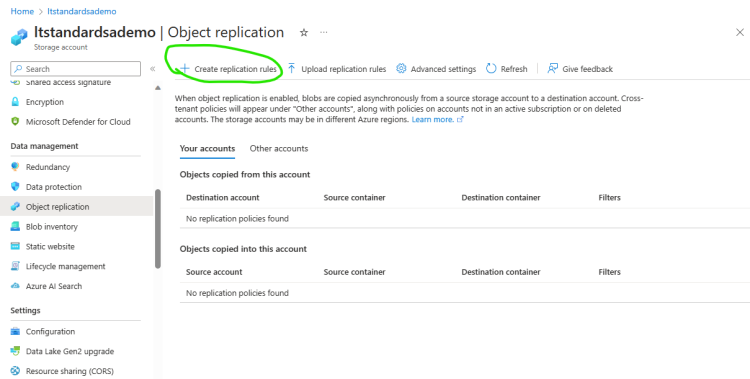 Home > ltstandardsademo
ltstandardsademo | Object replication
Storage account
Search
Create replication rules
Upload replication rules
Advanced settings
Refresh
Give feedback
Shared access signature
Encryption
Microsoft Defender for Cloud
Data management
Redundancy
Data protection
Object replication
Blob inventory
Static website
Lifecycle management
Azure AI Search
Settings
Configuration
Data Lake Gen2 upgrade
Resource sharing (CORS)
When object replication is enabled, blobs are copied asynchronously from a source storage account to a destination account. Cross-
tenant policies will appear under "Other accounts", along with policies on accounts not in an active subscription or on deleted
accounts. The storage accounts may be in different Azure regions. Learn more.
Your accounts Other accounts
Objects copied from this account
Destination account Source container Destination container Filters
No replication policies found
Objects copied into this account
Source account Source container Destination container Filters
No replication policies found